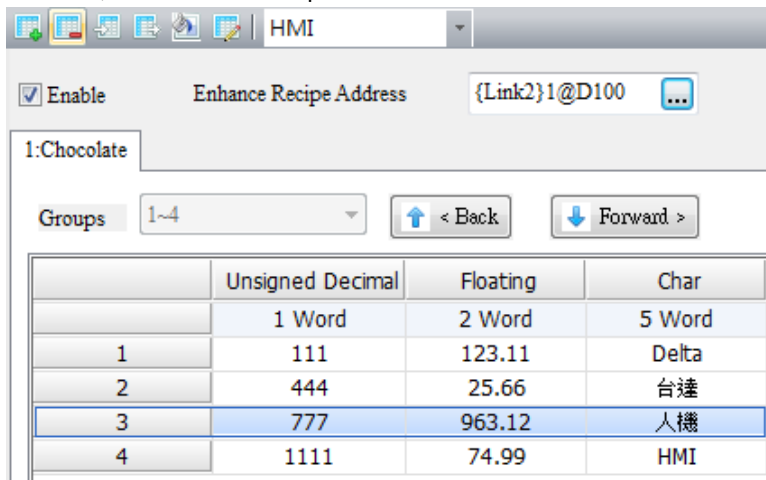 HMI
Enable Enhance Recipe Address {Link2}1@D100 ...
1:Chocolate
Groups 1~4 < Back Forward >
Unsigned Decimal Floating Char
1 Word 2 Word 5 Word
1 111 123.11 Delta
2 444 25.66 台達
3 777 963.12 人機
4 1111 74.99 HMI